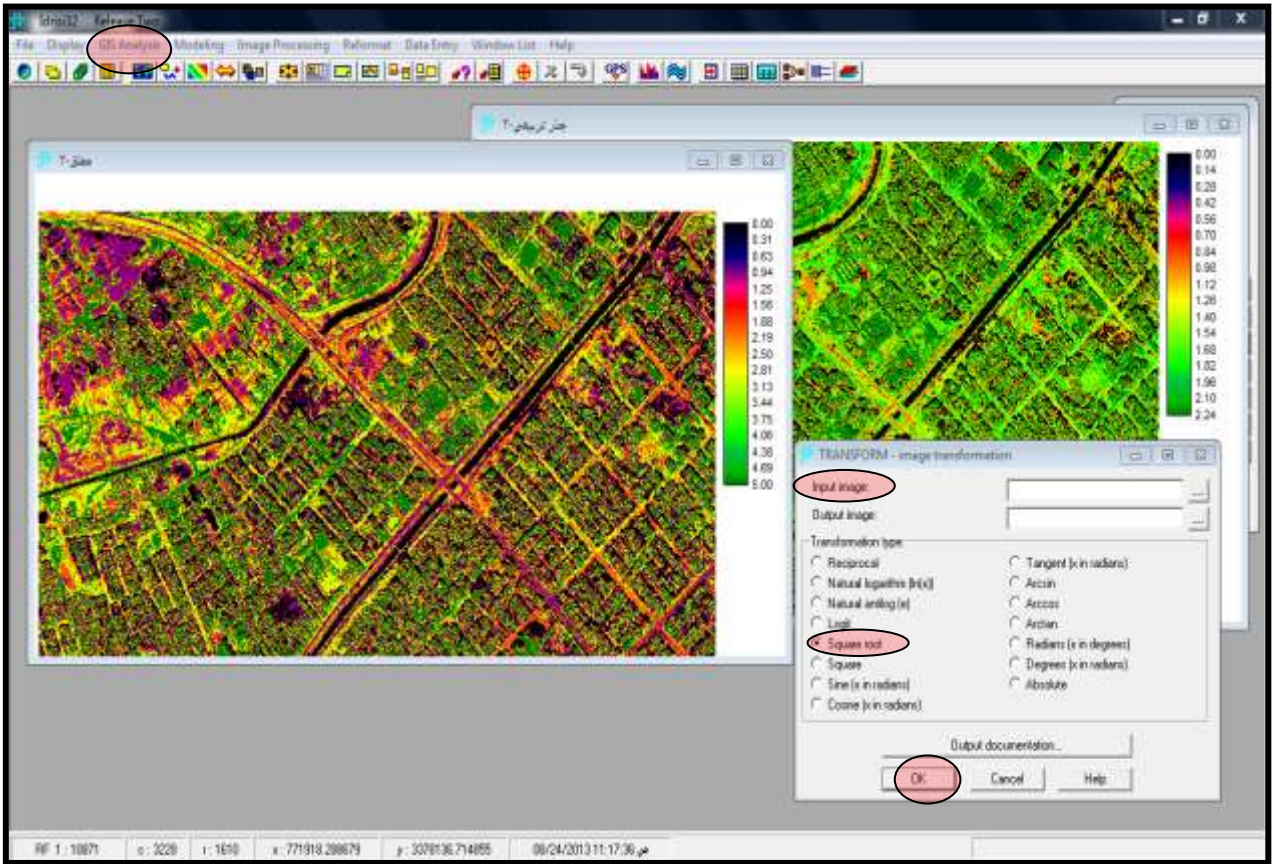 Idrisi32 Release Two
File Display GIS Analysis Modeling Image Processing Reformat Data Entry Window List Help
GPS
جذر تربيعي-T
مطلق-T
0.00
0.31
0.63
0.94
1.25
1.56
1.88
2.19
2.50
2.81
3.13
3.44
3.75
4.06
4.38
4.69
5.00
0.00
0.14
0.28
0.42
0.56
0.70
0.84
0.98
1.12
1.26
1.40
1.54
1.68
1.82
1.96
2.10
2.24
TRANSFORM - image transformation
Input image:
...
Output image:
...
Transformation type
Reciprocal
Natural logarithm [ln(x)]
Natural antilog (e)
Logit
Square root
Square
Sine (x in radians)
Cosine (x in radians)
Tangent (x in radians)
Arcsin
Arccos
Arctan
Radians (x in degrees)
Degrees (x in radians)
Absolute
Output documentation...
OK Cancel Help
RF 1 : 10871 c : 3228 r : 1610 x : 771918.288679 y : 3378136.714855 08/24/2013 11:17:36 ص